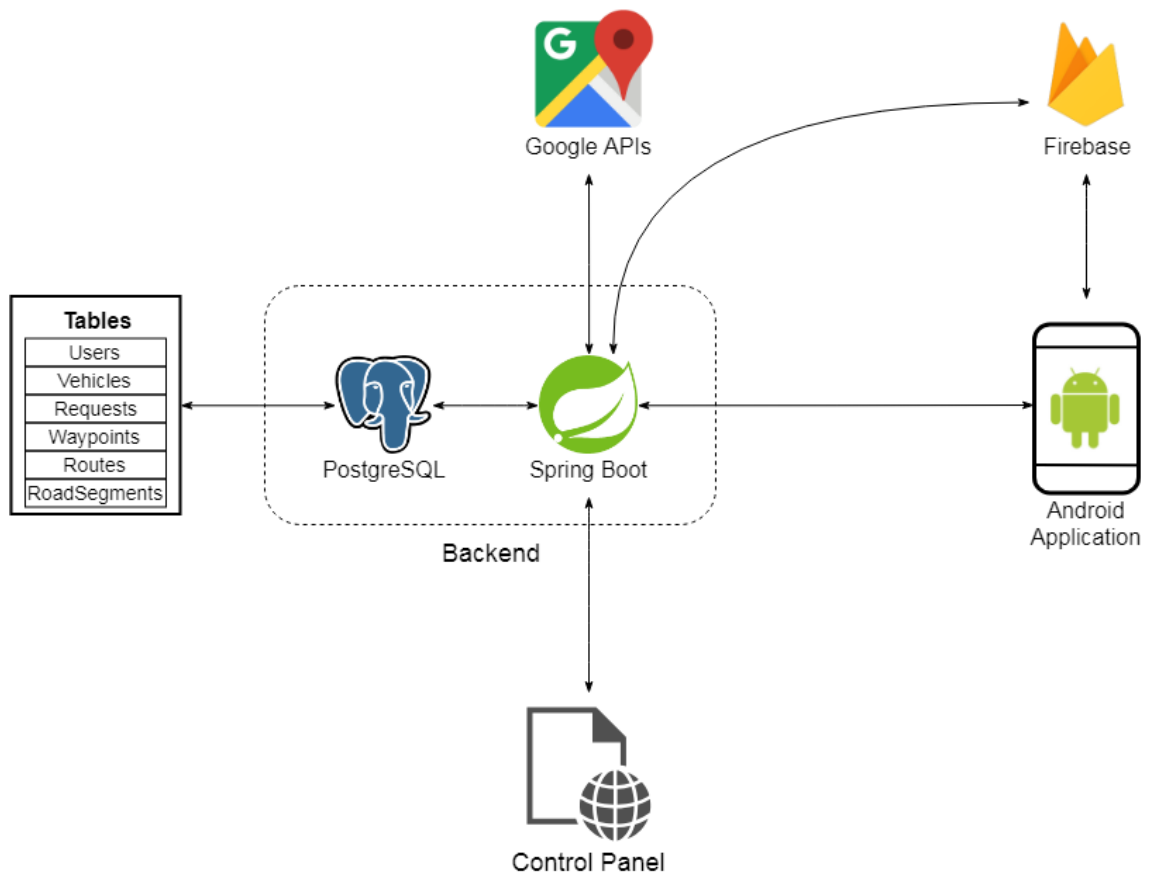 G
Google APIs
Firebase
Tables
Users
Vehicles
Requests
Waypoints
Routes
RoadSegments
PostgreSQL
Spring Boot
Android
Application
Backend
Control Panel